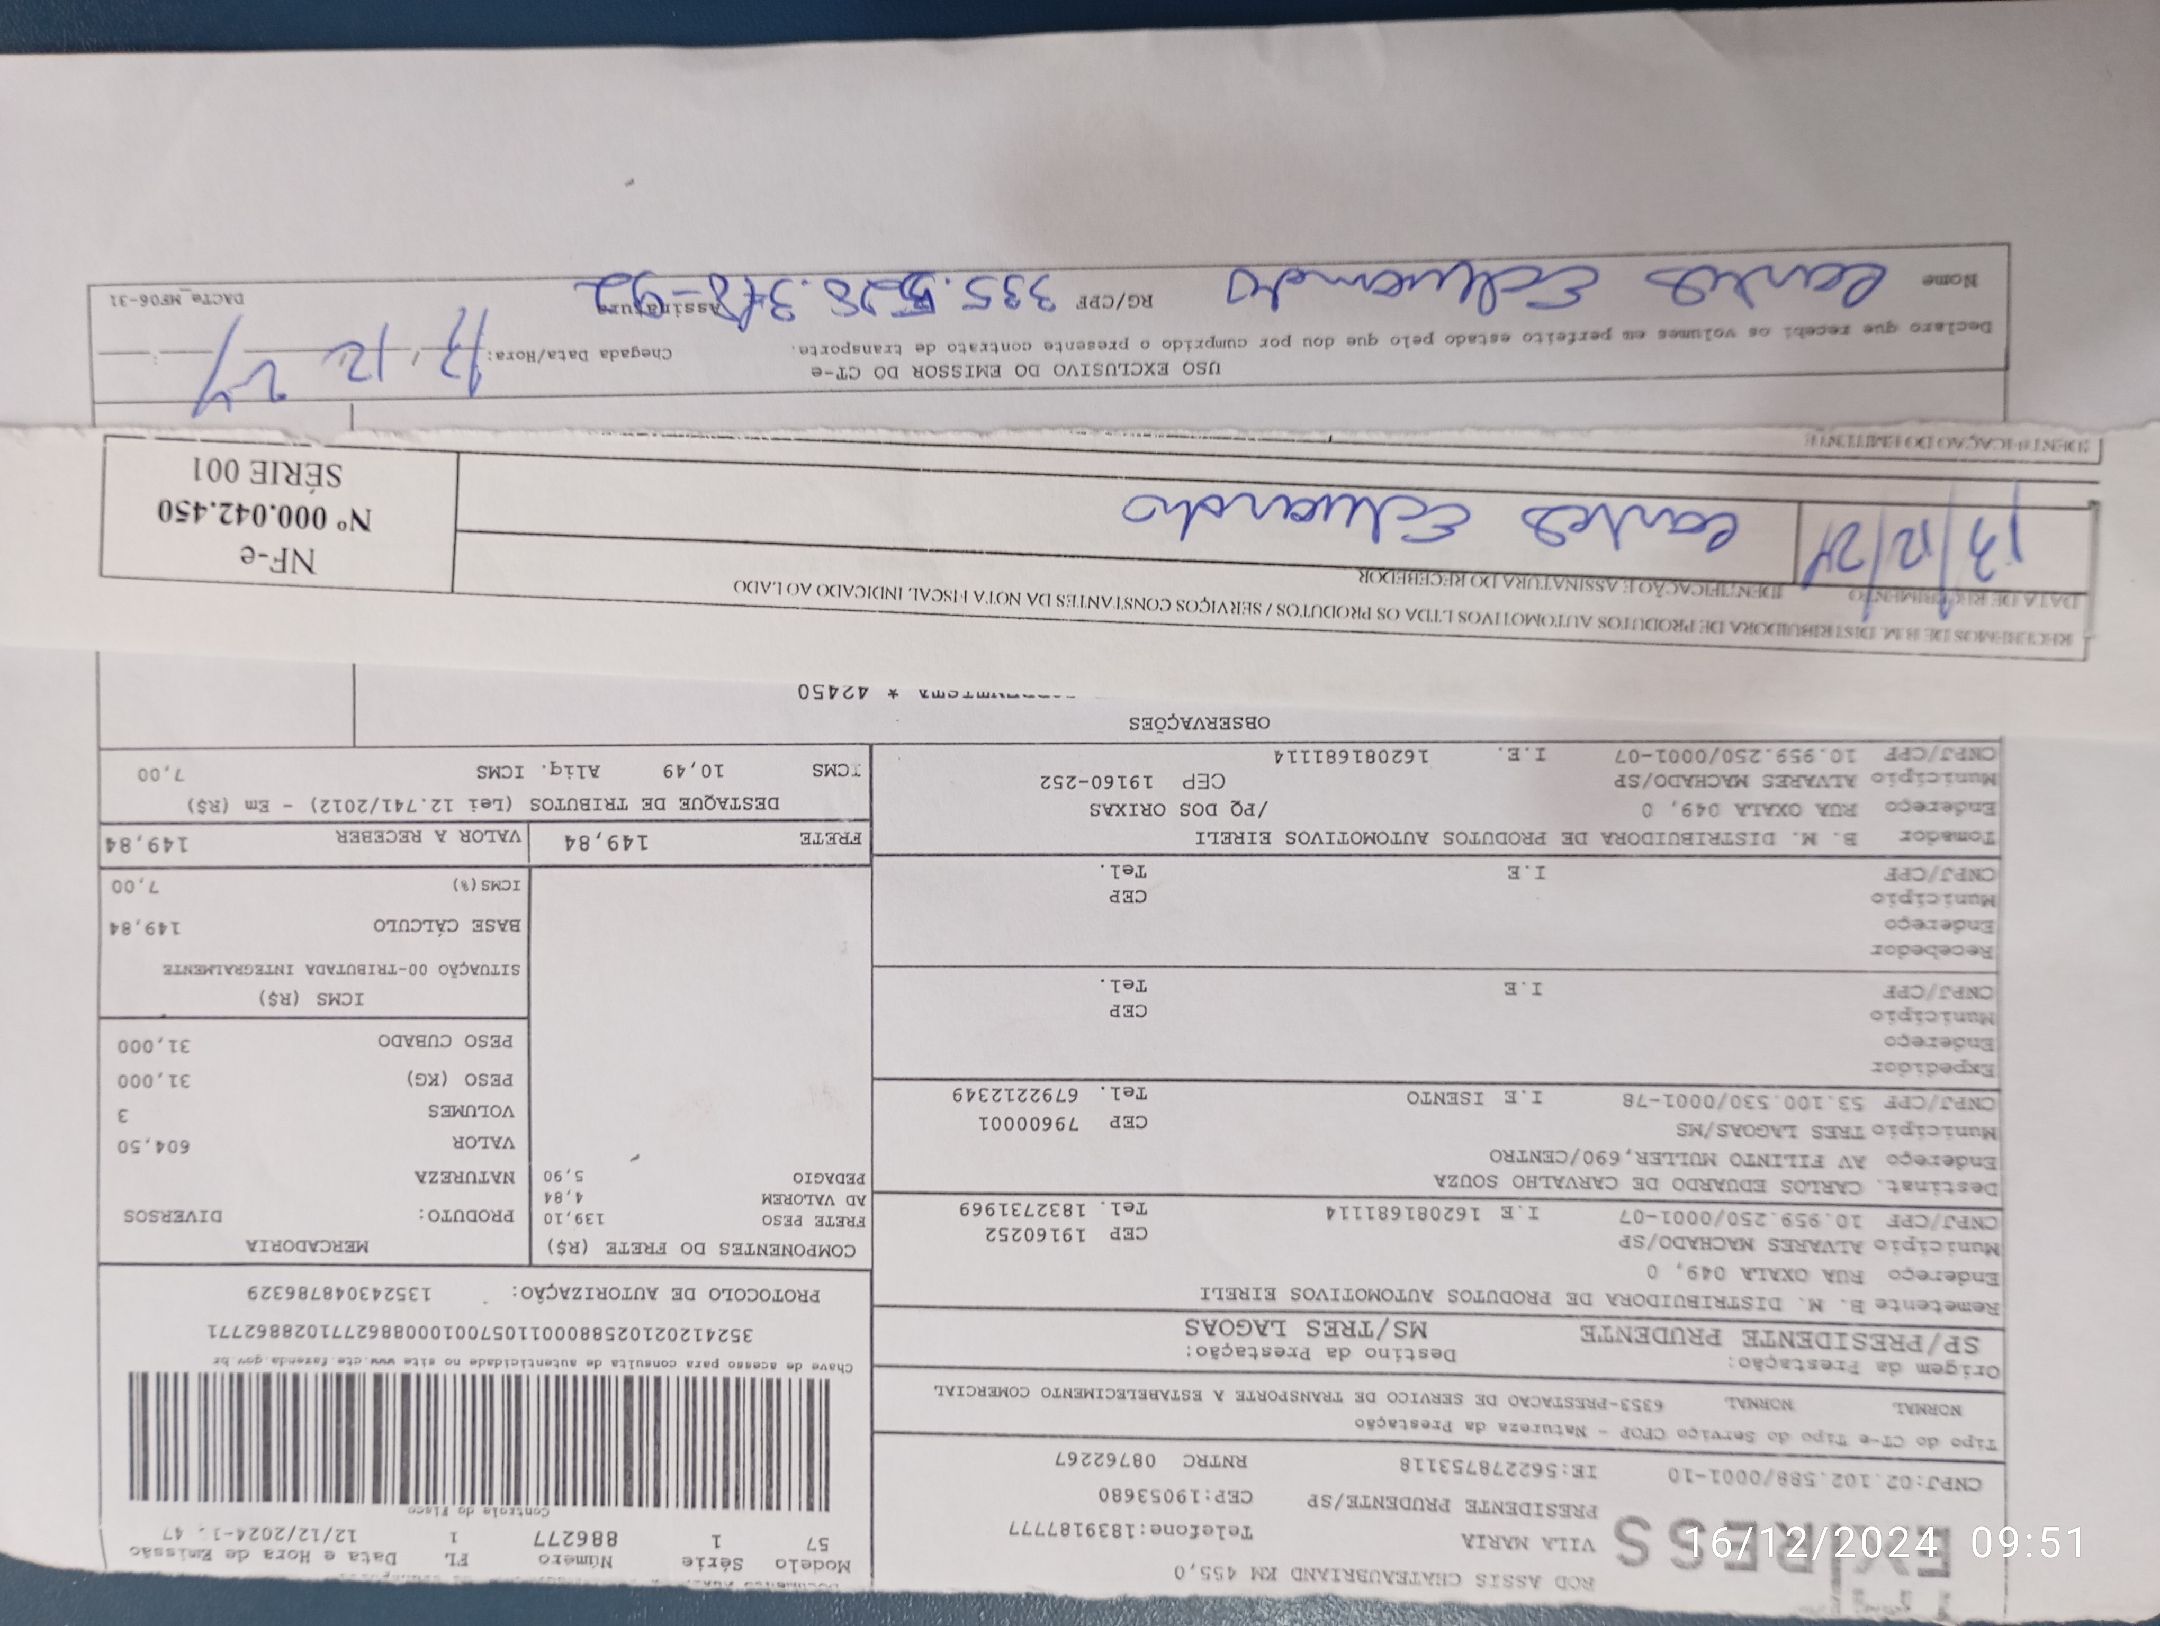 EXPRES
ROD ASSIS CHATEAUBRIAND KM 455,0
VILA MARIA Telefone:1839187777
PRESIDENTE PRUDENTE/SP CEP:19053680
CNPJ:02.102.588/0001-10 IE:562278753118 RNTRC 08762267
Modelo Série Número FL Data e Hora de Emissão
57 1 886277 1 12/12/2024-1 . 47
Controle do Fisco
Chave de acesso para consulta de autenticidade no site www.cte.fazenda.gov.br
35241202102588000110570010008862771028862771
PROTOCOLO DE AUTORIZAÇÃO: 135243048786329
Tipo do CT-e Tipo do Serviço CFOP - Natureza da Prestação
NORMAL NORMAL 6353-PRESTACAO DE SERVICO DE TRANSPORTE A ESTABELECIMENTO COMERCIAL
Origem da Prestação: Destino da Prestação:
SP/PRESIDENTE PRUDENTE MS/TRES LAGOAS
Remetente B. M. DISTRIBUIDORA DE PRODUTOS AUTOMOTIVOS EIRELI
Endereço RUA OXALA 049, 0
Município ALVARES MACHADO/SP CEP 19160252
CNPJ/CPF 10.959.250/0001-07 I.E 162081681114 Tel. 1832731969
Destinat. CARLOS EDUARDO DE CARVALHO SOUZA
Endereço AV FILINTO MULLER,690/CENTRO
Município TRES LAGOAS/MS CEP 79600001
CNPJ/CPF 53.100.530/0001-78 I.E ISENTO Tel. 6792212349
Expedidor
Endereço
Município CEP
CNPJ/CPF I.E Tel.
Recebedor
Endereço
Município CEP
CNPJ/CPF I.E Tel.
Tomador B. M. DISTRIBUIDORA DE PRODUTOS AUTOMOTIVOS EIRELI
Endereço RUA OXALA 049, 0 /PQ DOS ORIXAS
Município ALVARES MACHADO/SP CEP 19160-252
CNPJ/CPF 10.959.250/0001-07 I.E. 162081681114
COMPONENTES DO FRETE (R$)
FRETE PESO 139,10
AD VALOREM 4,84
PEDAGIO 5,90
MERCADORIA
PRODUTO: DIVERSOS
NATUREZA
VALOR 604,50
VOLUMES 3
PESO (KG) 31,000
PESO CUBADO 31,000
ICMS (R$)
SITUAÇÃO 00-TRIBUTADA INTEGRALMENTE
BASE CÁLCULO 149,84
ICMS(%) 7,00
FRETE 149,84 VALOR A RECEBER 149,84
DESTAQUE DE TRIBUTOS (Lei 12.741/2012) - Em (R$)
ICMS 10,49 Aliq. ICMS 7,00
OBSERVAÇÕES
* 42450
RECEBEMOS DE B.M. DISTRIBUIDORA DE PRODUTOS AUTOMOTIVOS LTDA OS PRODUTOS / SERVIÇOS CONSTANTES DA NOTA FISCAL INDICADO AO LADO
DATA DE RECEBIMENTO IDENTIFICAÇÃO E ASSINATURA DO RECEBEDOR
13/12/24 Carlos Eduardo
NF-e
Nº 000.042.450
SÉRIE 001
IDENTIFICAÇÃO DO EMITENTE
USO EXCLUSIVO DO EMISSOR DO CT-e
Declaro que recebi os volumes em perfeito estado pelo que dou por cumprido o presente contrato de transporte.
Chegada Data/Hora: 13 12 24
Nome Carlos Eduardo RG/CPF 335.528.378-92 Assinatura
DACTe_MF06-31
16/12/2024 09:51